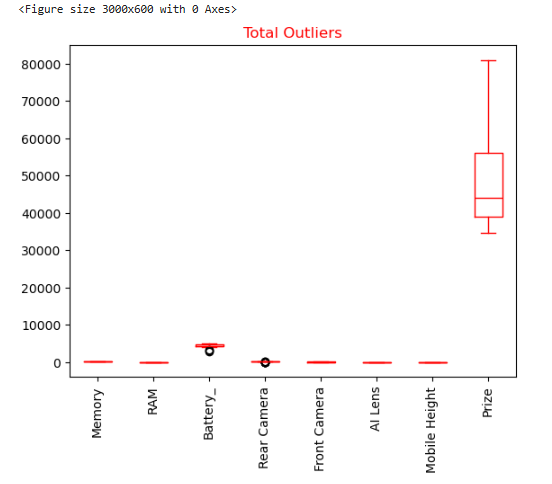 <Figure size 3000x600 with 0 Axes>
Total Outliers
80000
70000
60000
50000
40000
30000
20000
10000
0
Memory
RAM
Battery_
Rear Camera
Front Camera
AI Lens
Mobile Height
Prize